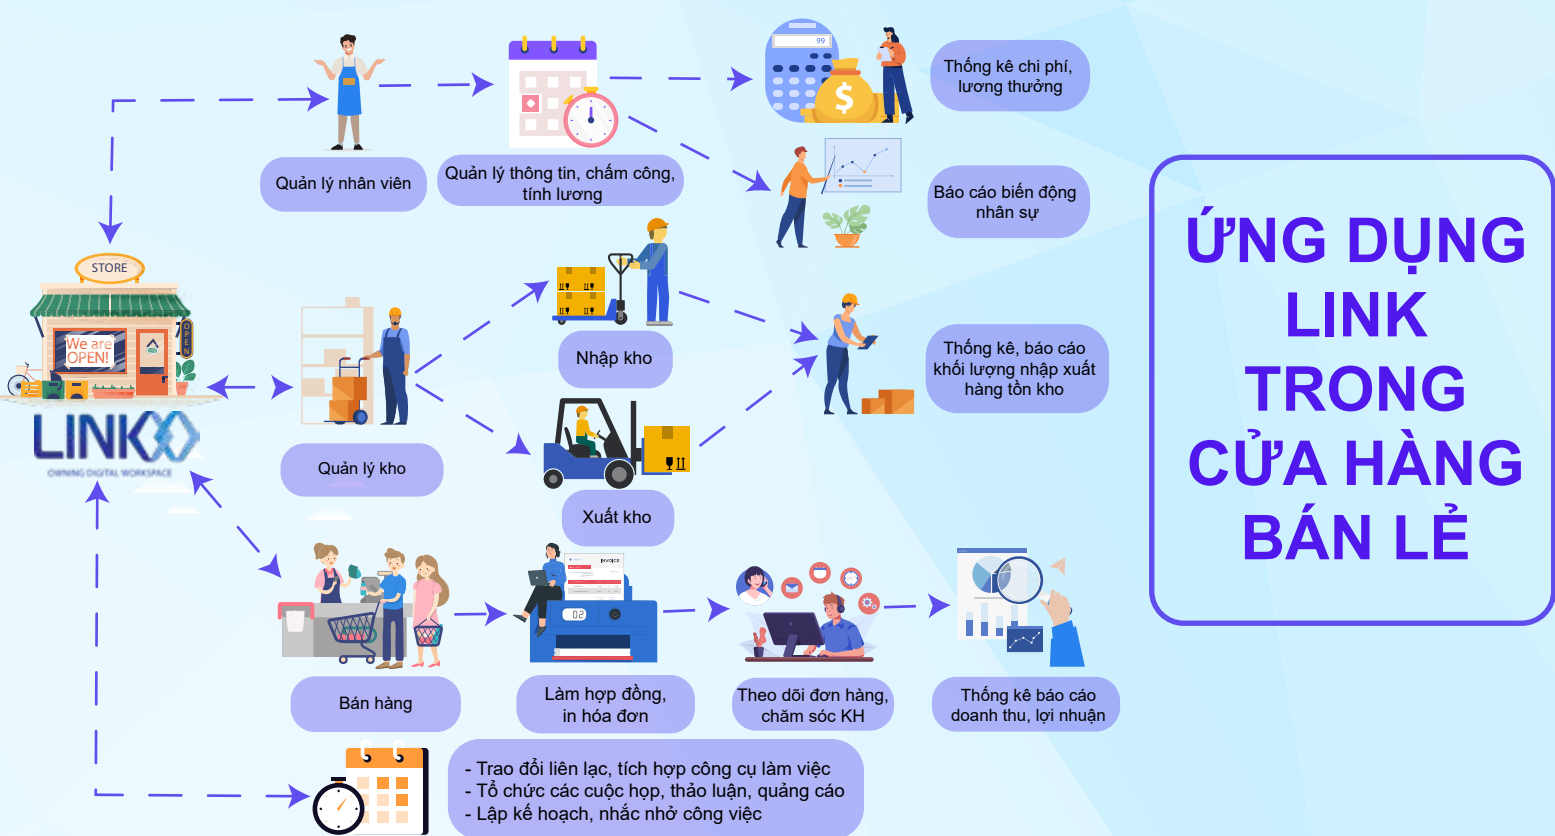 99
Thống kê chi phí,
lương thưởng
Quản lý nhân viên
Quản lý thông tin, chấm công,
tính lương
Báo cáo biến động
nhân sự
STORE
We are
OPEN!
OPEN
LINK
OWNING DIGITAL WORKSPACE
Quản lý kho
Nhập kho
Xuất kho
Thống kê, báo cáo
khối lượng nhập xuất
hàng tồn kho
ỨNG DỤNG
LINK
TRONG
CỬA HÀNG
BÁN LẺ
INVOICE
02
Bán hàng
Làm hợp đồng,
in hóa đơn
Theo dõi đơn hàng,
chăm sóc KH
Thống kê báo cáo
doanh thu, lợi nhuận
- Trao đổi liên lạc, tích hợp công cụ làm việc
- Tổ chức các cuộc họp, thảo luận, quảng cáo
- Lập kế hoạch, nhắc nhở công việc